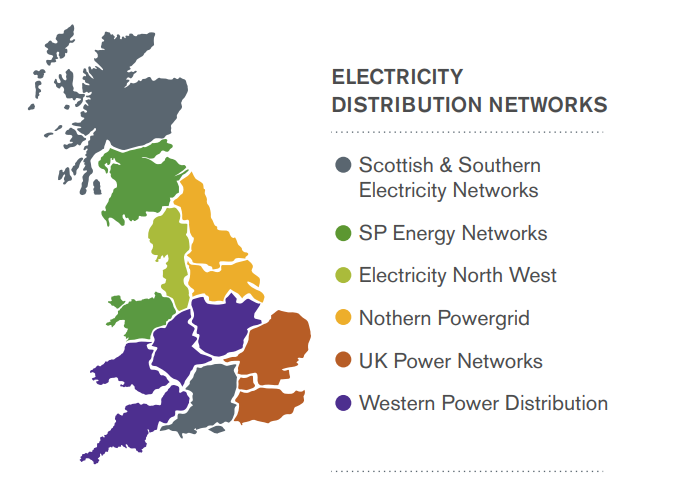 ELECTRICITY
DISTRIBUTION NETWORKS
Scottish & Southern
Electricity Networks
SP Energy Networks
Electricity North West
Nothern Powergrid
UK Power Networks
Western Power Distribution